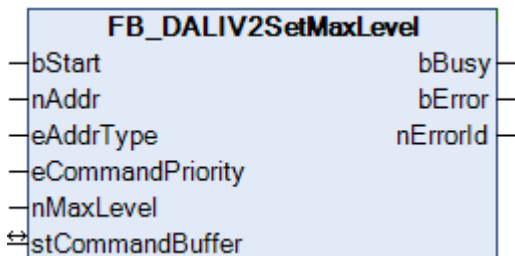 FB_DALIV2SetMaxLevel
bStart bBusy
nAddr bError
eAddrType nErrorId
eCommandPriority
nMaxLevel
stCommandBuffer